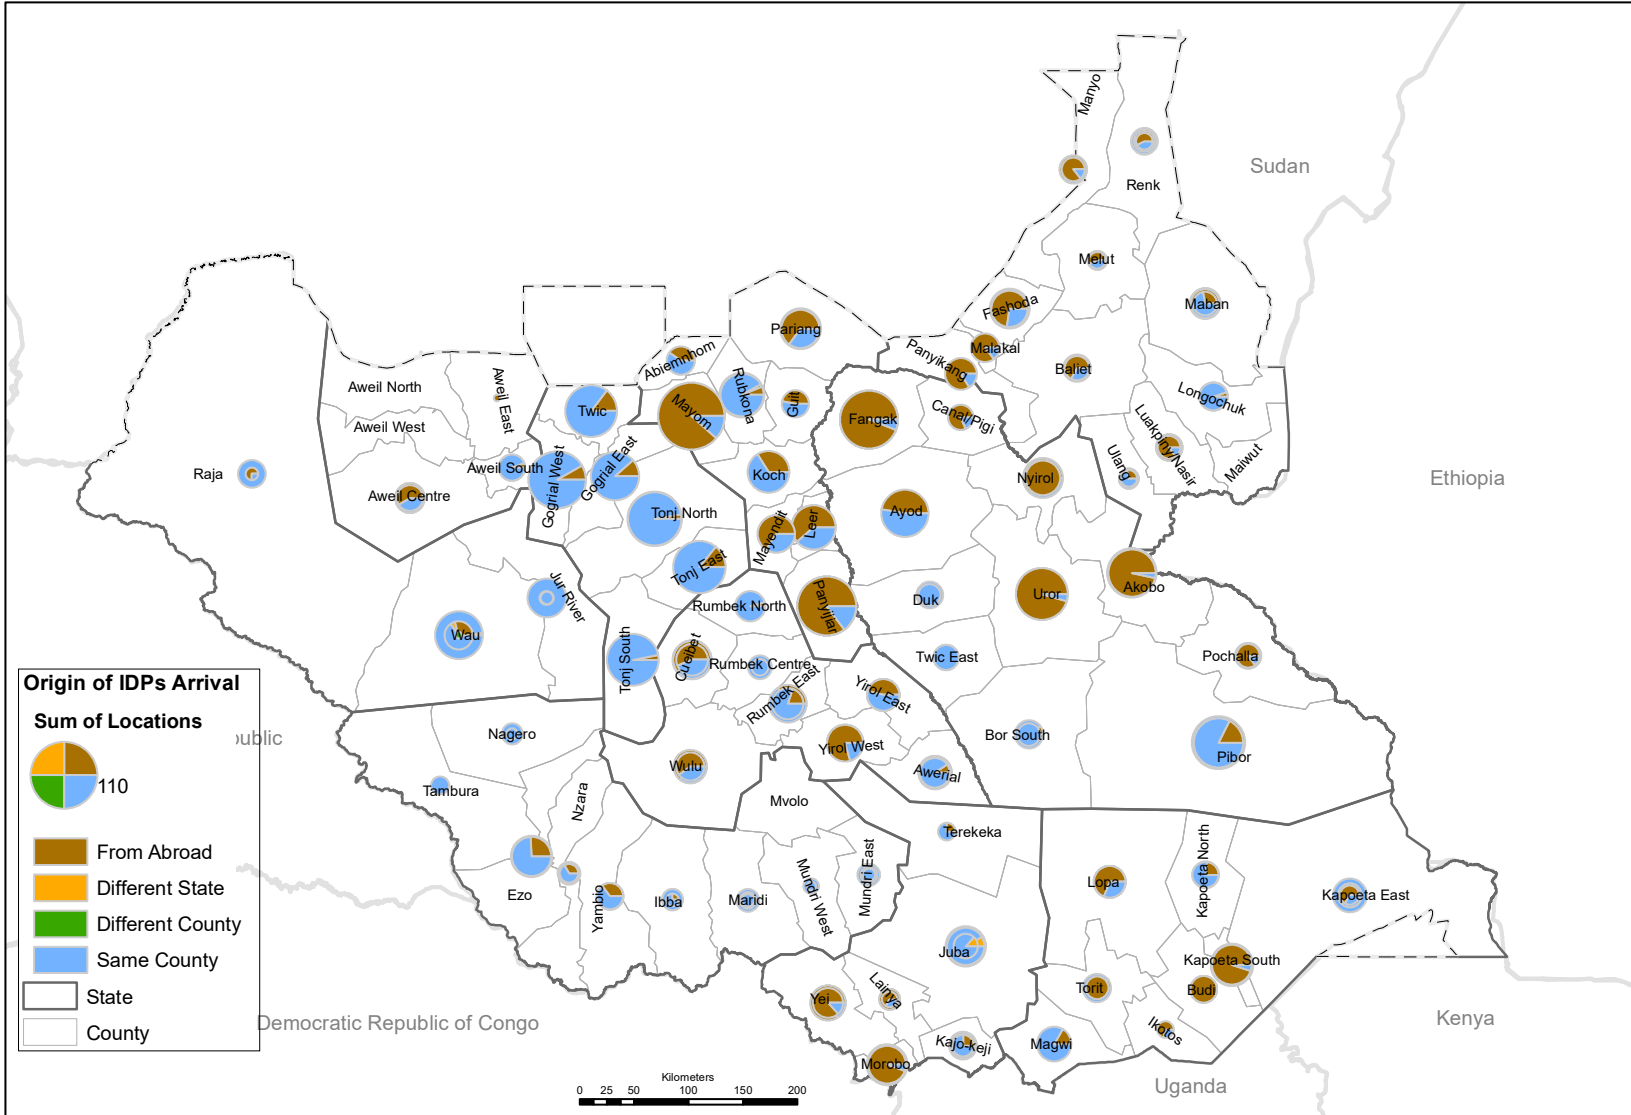 Manyo
Sudan
Renk
Melut
Maban
Fashoda
Pariang
Malakal
Panyikang
Abiemnhom
Baliet
Aweil North
Aweil East
Rubkona
Guit
Longochuk
Twic
Mayom
Fangak
Canal/Pigi
Aweil West
Luakpiny/Nasir
Maiwut
Raja
Aweil South
Gogrial West
Gogrial East
Koch
Nyirol
Ulang
Ethiopia
Aweil Centre
Tonj North
Mayendit
Leer
Ayod
Tonj East
Akobo
Jur River
Rumbek North
Panyijiar
Duk
Uror
Wau
Tonj South
Cueibet
Rumbek Centre
Twic East
Pochalla
Rumbek East
Yirol East
Origin of IDPs Arrival
Sum of Locations
110
From Abroad
Different State
Different County
Same County
State
County
ublic
Nagero
Wulu
Yirol West
Bor South
Pibor
Awerial
Tambura
Nzara
Mvolo
Terekeka
Ezo
Yambio
Ibba
Maridi
Mundri West
Mundri East
Lopa
Kapoeta North
Kapoeta East
Juba
Kapoeta South
Torit
Budi
Yei
Lainya
Ikotos
Democratic Republic of Congo
Kajo-keji
Magwi
Kenya
Morobo
Uganda
Kilometers
0 25 50 100 150 200